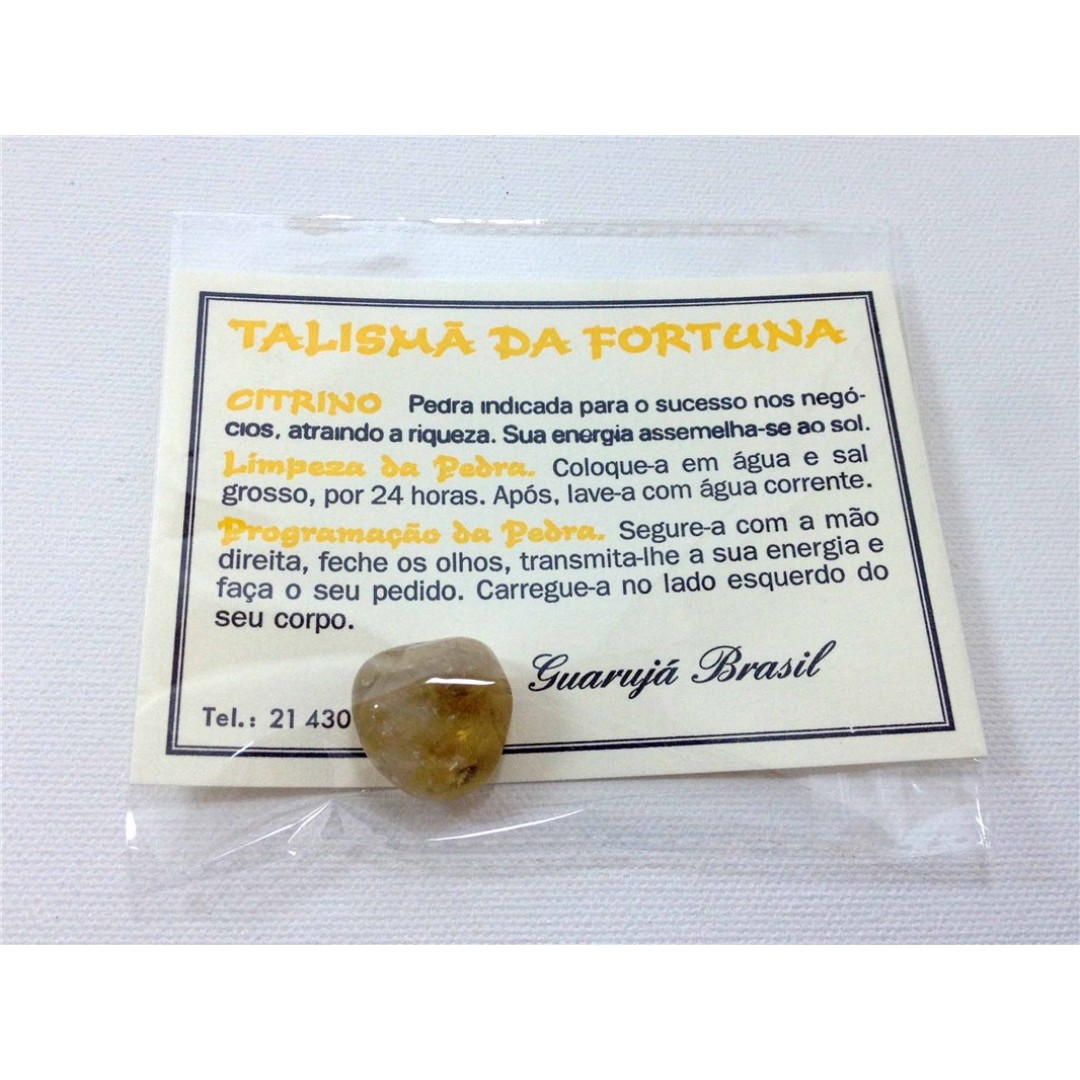 TALISMÃ DA FORTUNA
CITRINO Pedra indicada para o sucesso nos negó-
cios, atraindo a riqueza. Sua energia assemelha-se ao sol.
Limpeza da Pedra. Coloque-a em água e sal
grosso, por 24 horas. Após, lave-a com água corrente.
Programação da Pedra. Segure-a com a mão
direita, feche os olhos, transmita-lhe a sua energia e
faça o seu pedido. Carregue-a no lado esquerdo do
seu corpo.
Guarujá Brasil
Tel.: 21 430